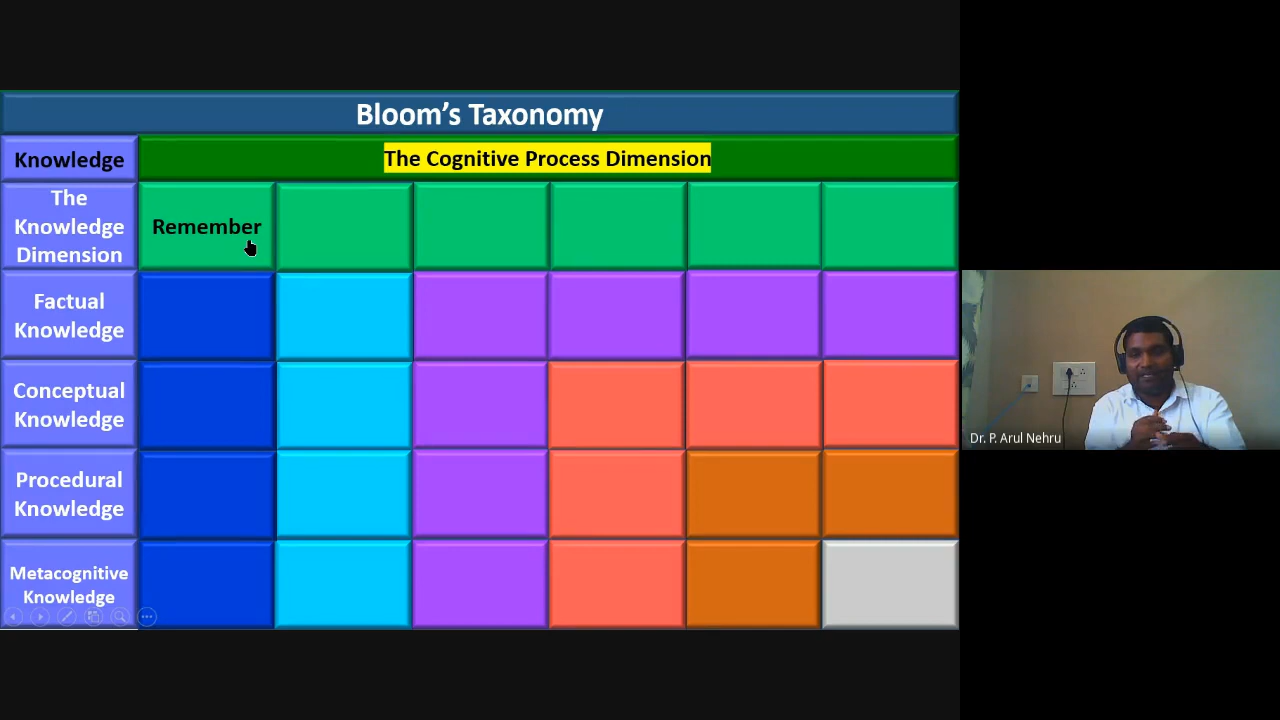 Bloom's Taxonomy
Knowledge
The Cognitive Process Dimension
The
Knowledge
Dimension
Remember
Factual
Knowledge
Conceptual
Knowledge
Procedural
Knowledge
Metacognitive
Knowledge
Dr. P. Arul Nehru